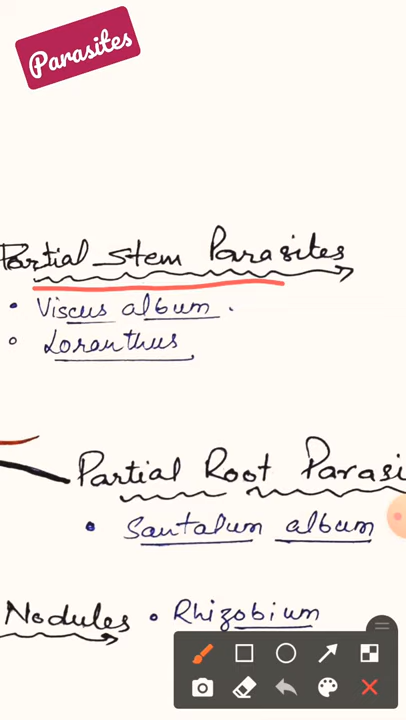 Parasites
Partial Stem Parasites
• Viscus album.
• Loranthus
Partial Root Parasi
• Santalum album
Nodules • Rhizobium